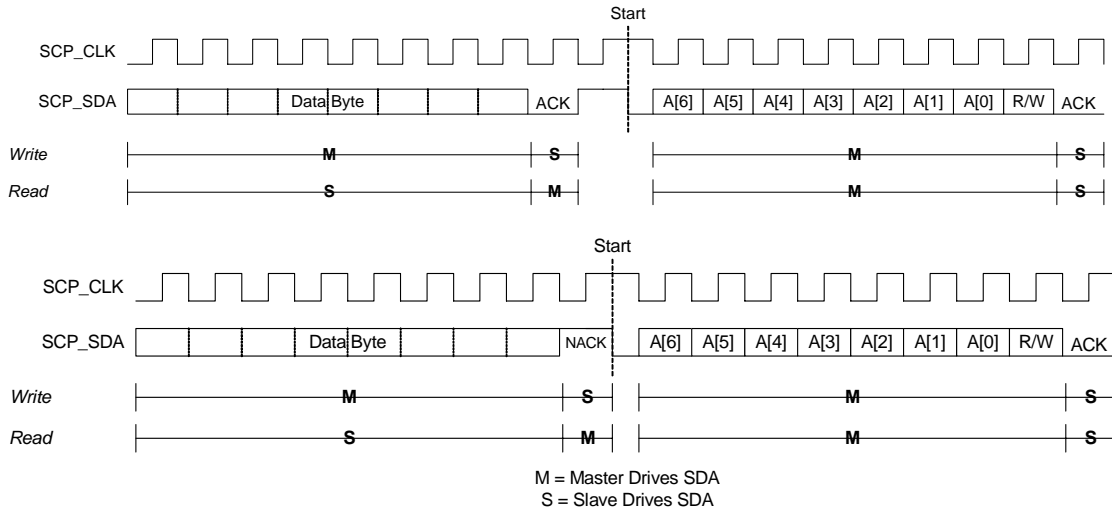 Start
SCP_CLK
SCP_SDA Data Byte ACK A[6] A[5] A[4] A[3] A[2] A[1] A[0] R/W ACK
Write M S M S
Read S M M S
Start
SCP_CLK
SCP_SDA Data Byte NACK A[6] A[5] A[4] A[3] A[2] A[1] A[0] R/W ACK
Write M S M S
Read S M M S
M = Master Drives SDA
S = Slave Drives SDA